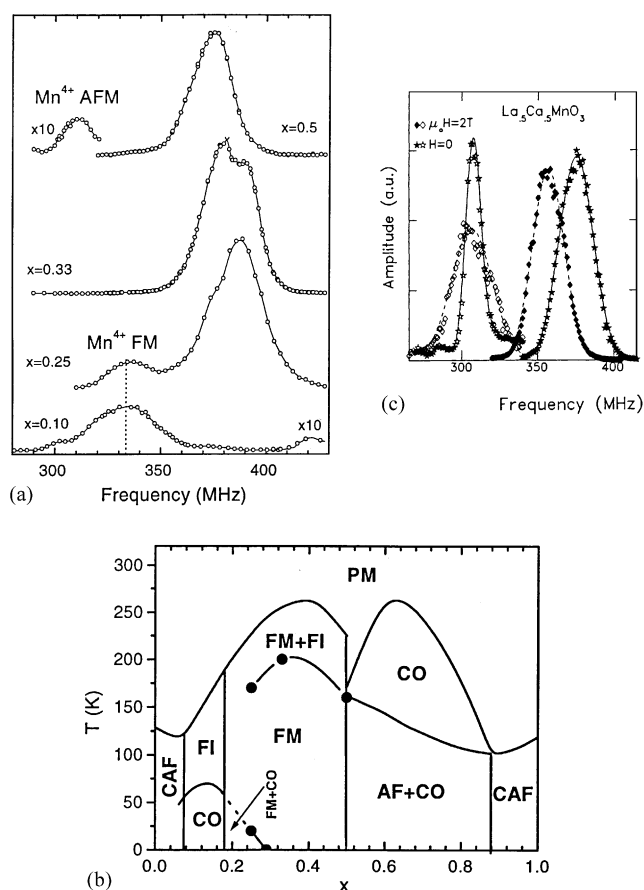 Mn4+ AFM
x10
x=0.5
x=0.33
Mn4+ FM
x=0.25
x=0.10
x10
300
350
400
(a)
Frequency (MHz)
La.5Ca.5MnO3
μoH=2T
H=0
Amplitude (a.u.)
300
350
400
(c)
Frequency (MHz)
PM
300
250
200
150
100
50
0
T (K)
FM+FI
CO
FI
FM
CAF
CO
FM+CO
AF+CO
CAF
0.0
0.2
0.4
0.6
0.8
1.0
(b)
x